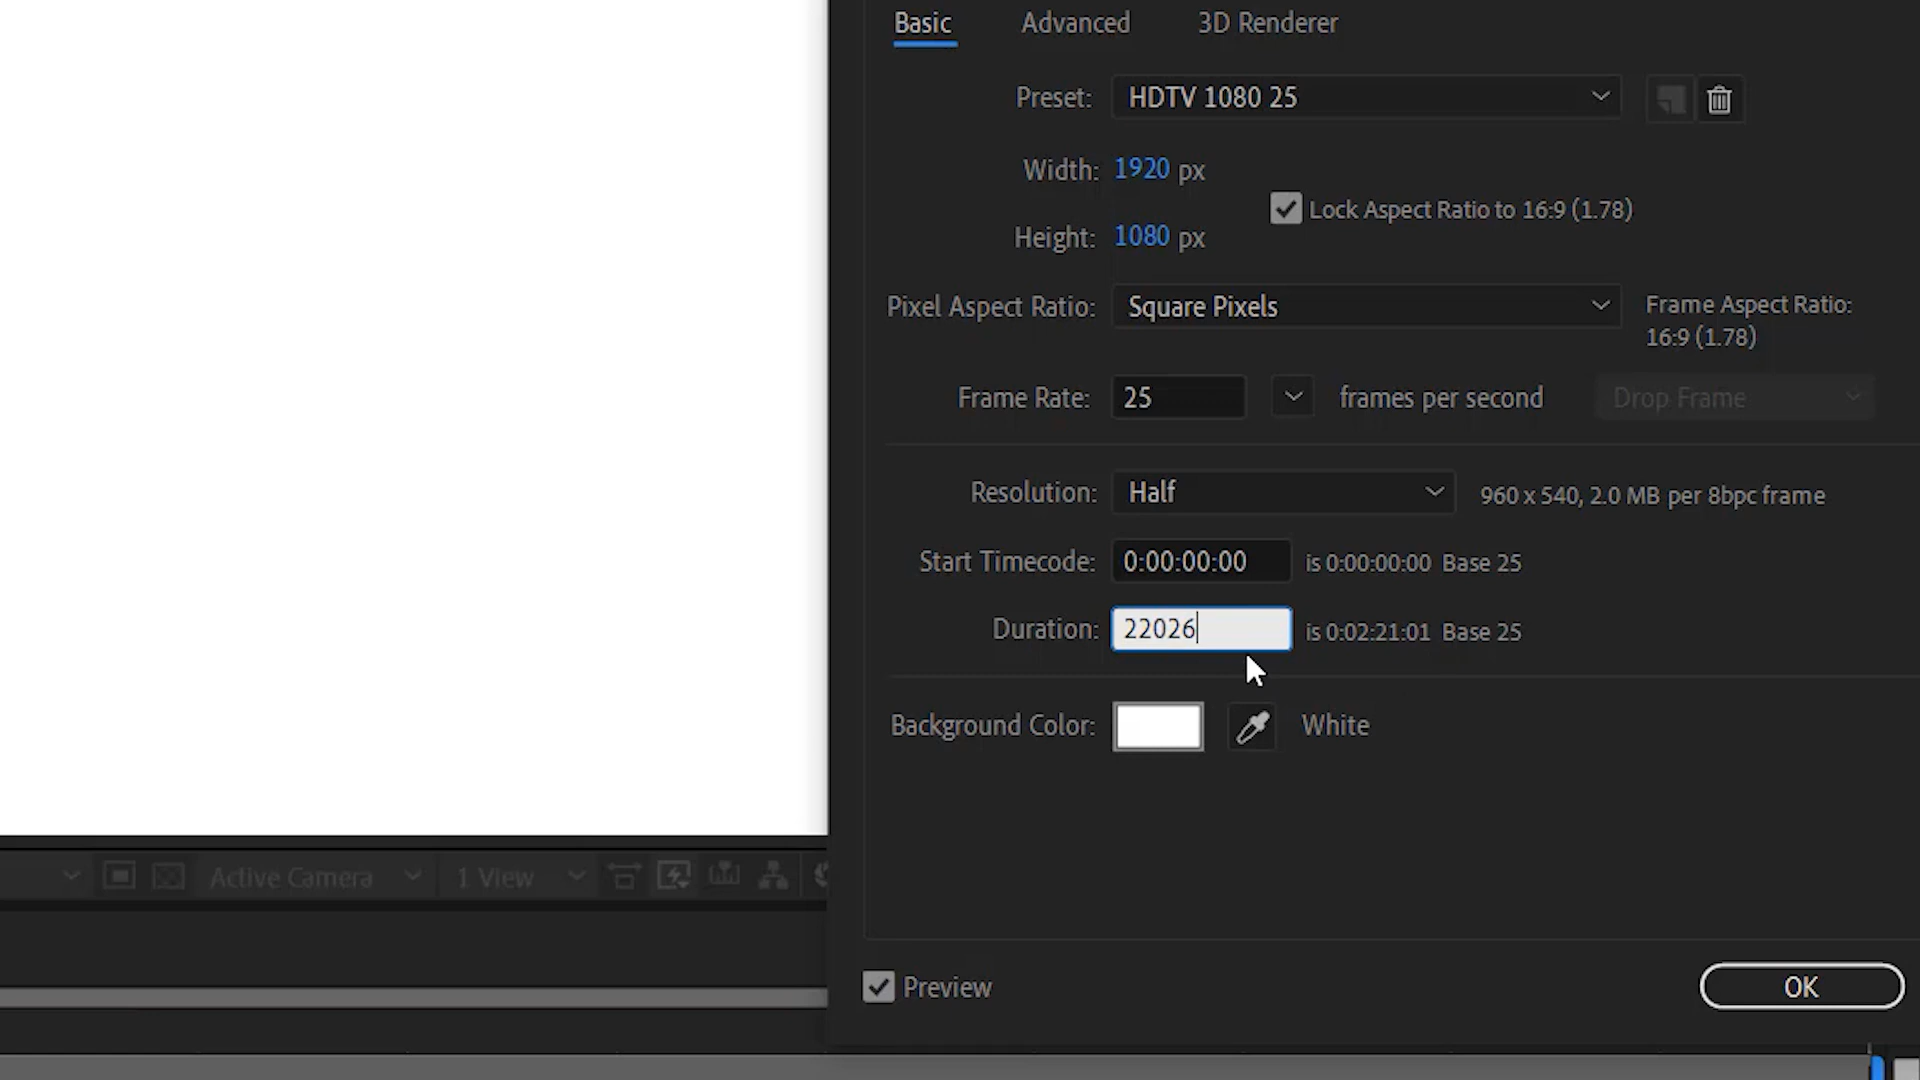 Basic Advanced 3D Renderer
Preset: HDTV 1080 25
Width: 1920 px
Lock Aspect Ratio to 16:9 (1.78)
Height: 1080 px
Pixel Aspect Ratio: Square Pixels Frame Aspect Ratio:
16:9 (1.78)
Frame Rate: 25 frames per second Drop Frame
Resolution: Half 960 x 540, 2.0 MB per 8bpc frame
Start Timecode: 0:00:00:00 is 0:00:00:00 Base 25
Duration: 22026 is 0:02:21:01 Base 25
Background Color: White
Active Camera 1 View
Preview OK